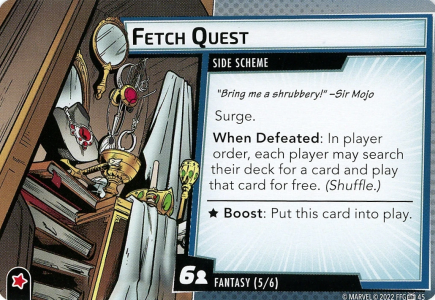 FETCH QUEST
SIDE SCHEME
"Bring me a shrubbery!" –Sir Mojo
Surge.
When Defeated: In player
order, each player may search
their deck for a card and play
that card for free. (Shuffle.)
★ Boost: Put this card into play.
6
FANTASY (5/6)
© MARVEL © 2022 FFG 45